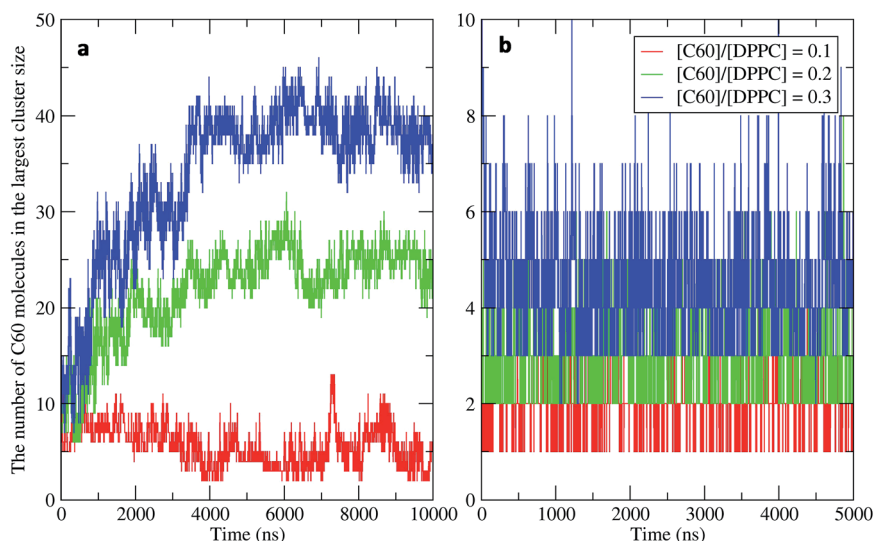 The number of C60 molecules in the largest cluster size
a
50
40
30
20
10
0
0 2000 4000 6000 8000 10000
Time (ns)
b
[C60]/[DPPC] = 0.1
[C60]/[DPPC] = 0.2
[C60]/[DPPC] = 0.3
10
8
6
4
2
0
0 1000 2000 3000 4000 5000
Time (ns)